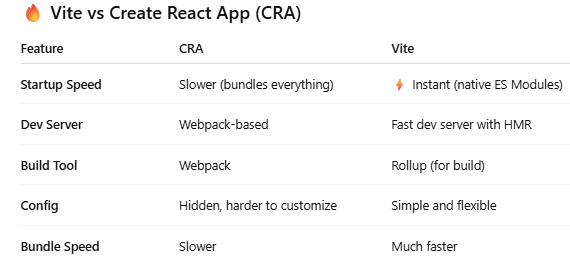 🔥 Vite vs Create React App (CRA)
Feature CRA Vite
Startup Speed Slower (bundles everything) ⚡ Instant (native ES Modules)
Dev Server Webpack-based Fast dev server with HMR
Build Tool Webpack Rollup (for build)
Config Hidden, harder to customize Simple and flexible
Bundle Speed Slower Much faster